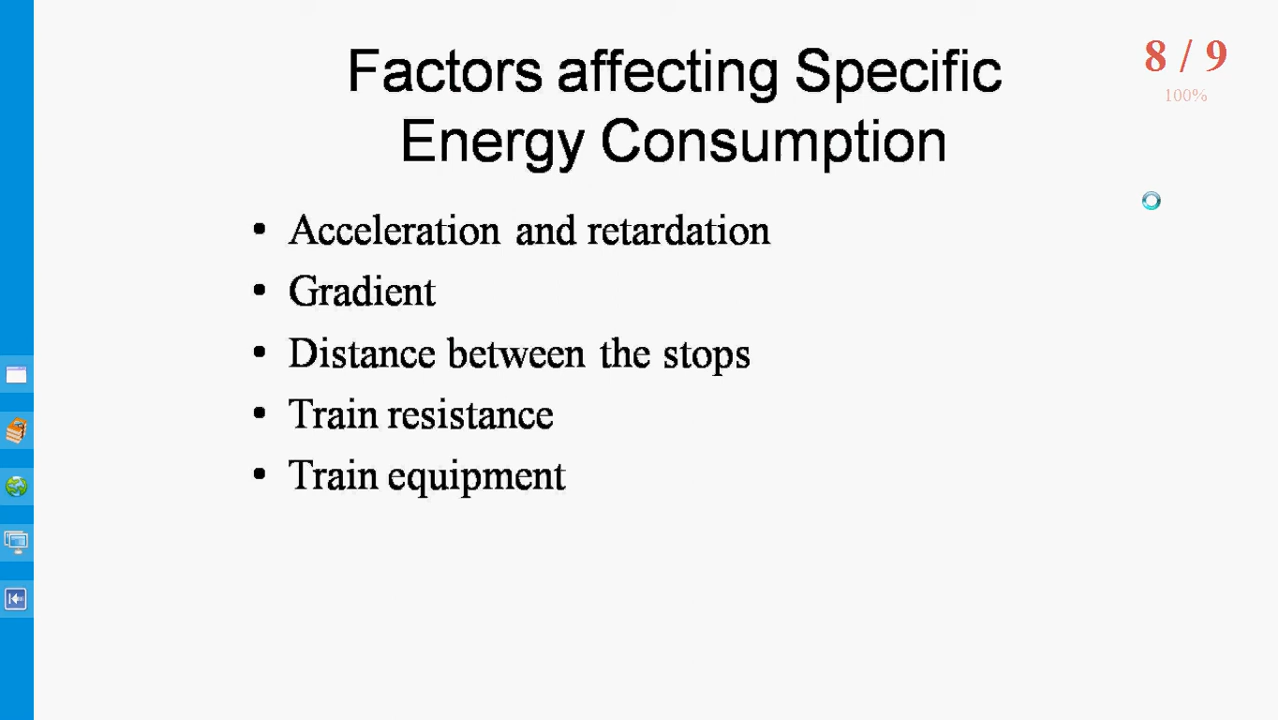 Factors affecting Specific
Energy Consumption
8 / 9
100%
• Acceleration and retardation
• Gradient
• Distance between the stops
• Train resistance
• Train equipment